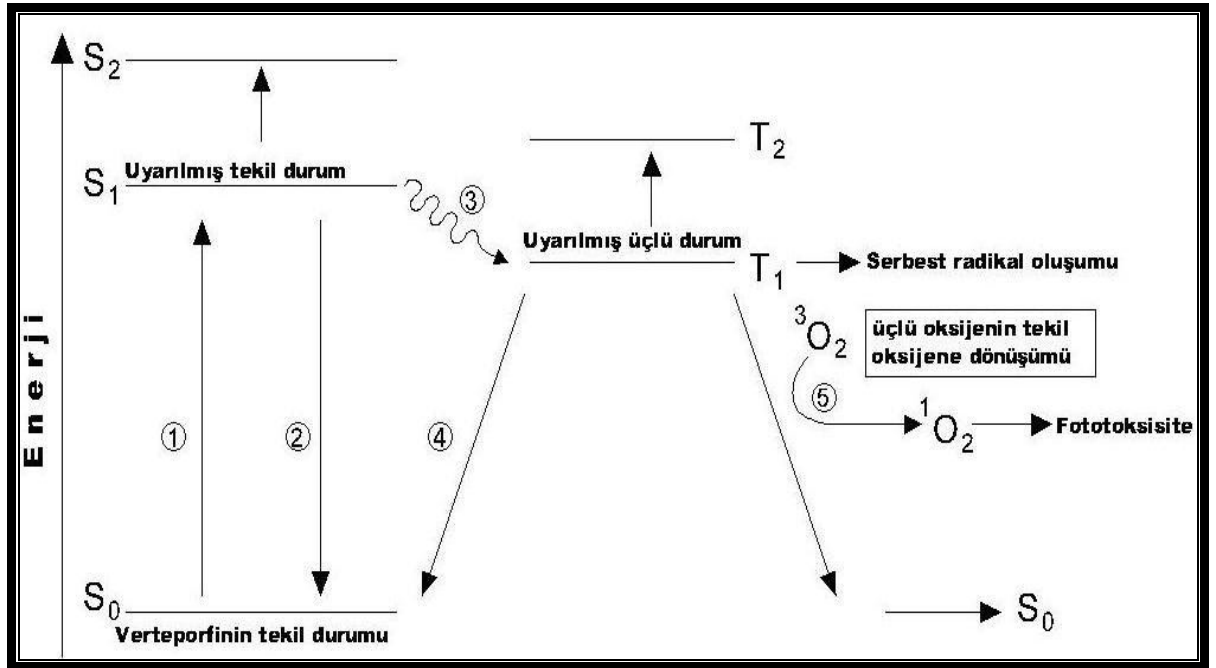 Enerji
S2
Uyarılmış tekil durum
S1
③
T2
Uyarılmış üçlü durum
T1
Serbest radikal oluşumu
3O2
üçlü oksijenin tekil
oksijene dönüşümü
⑤
1O2
Fototoksisite
①
②
④
S0
Verteporfinin tekil durumu
S0